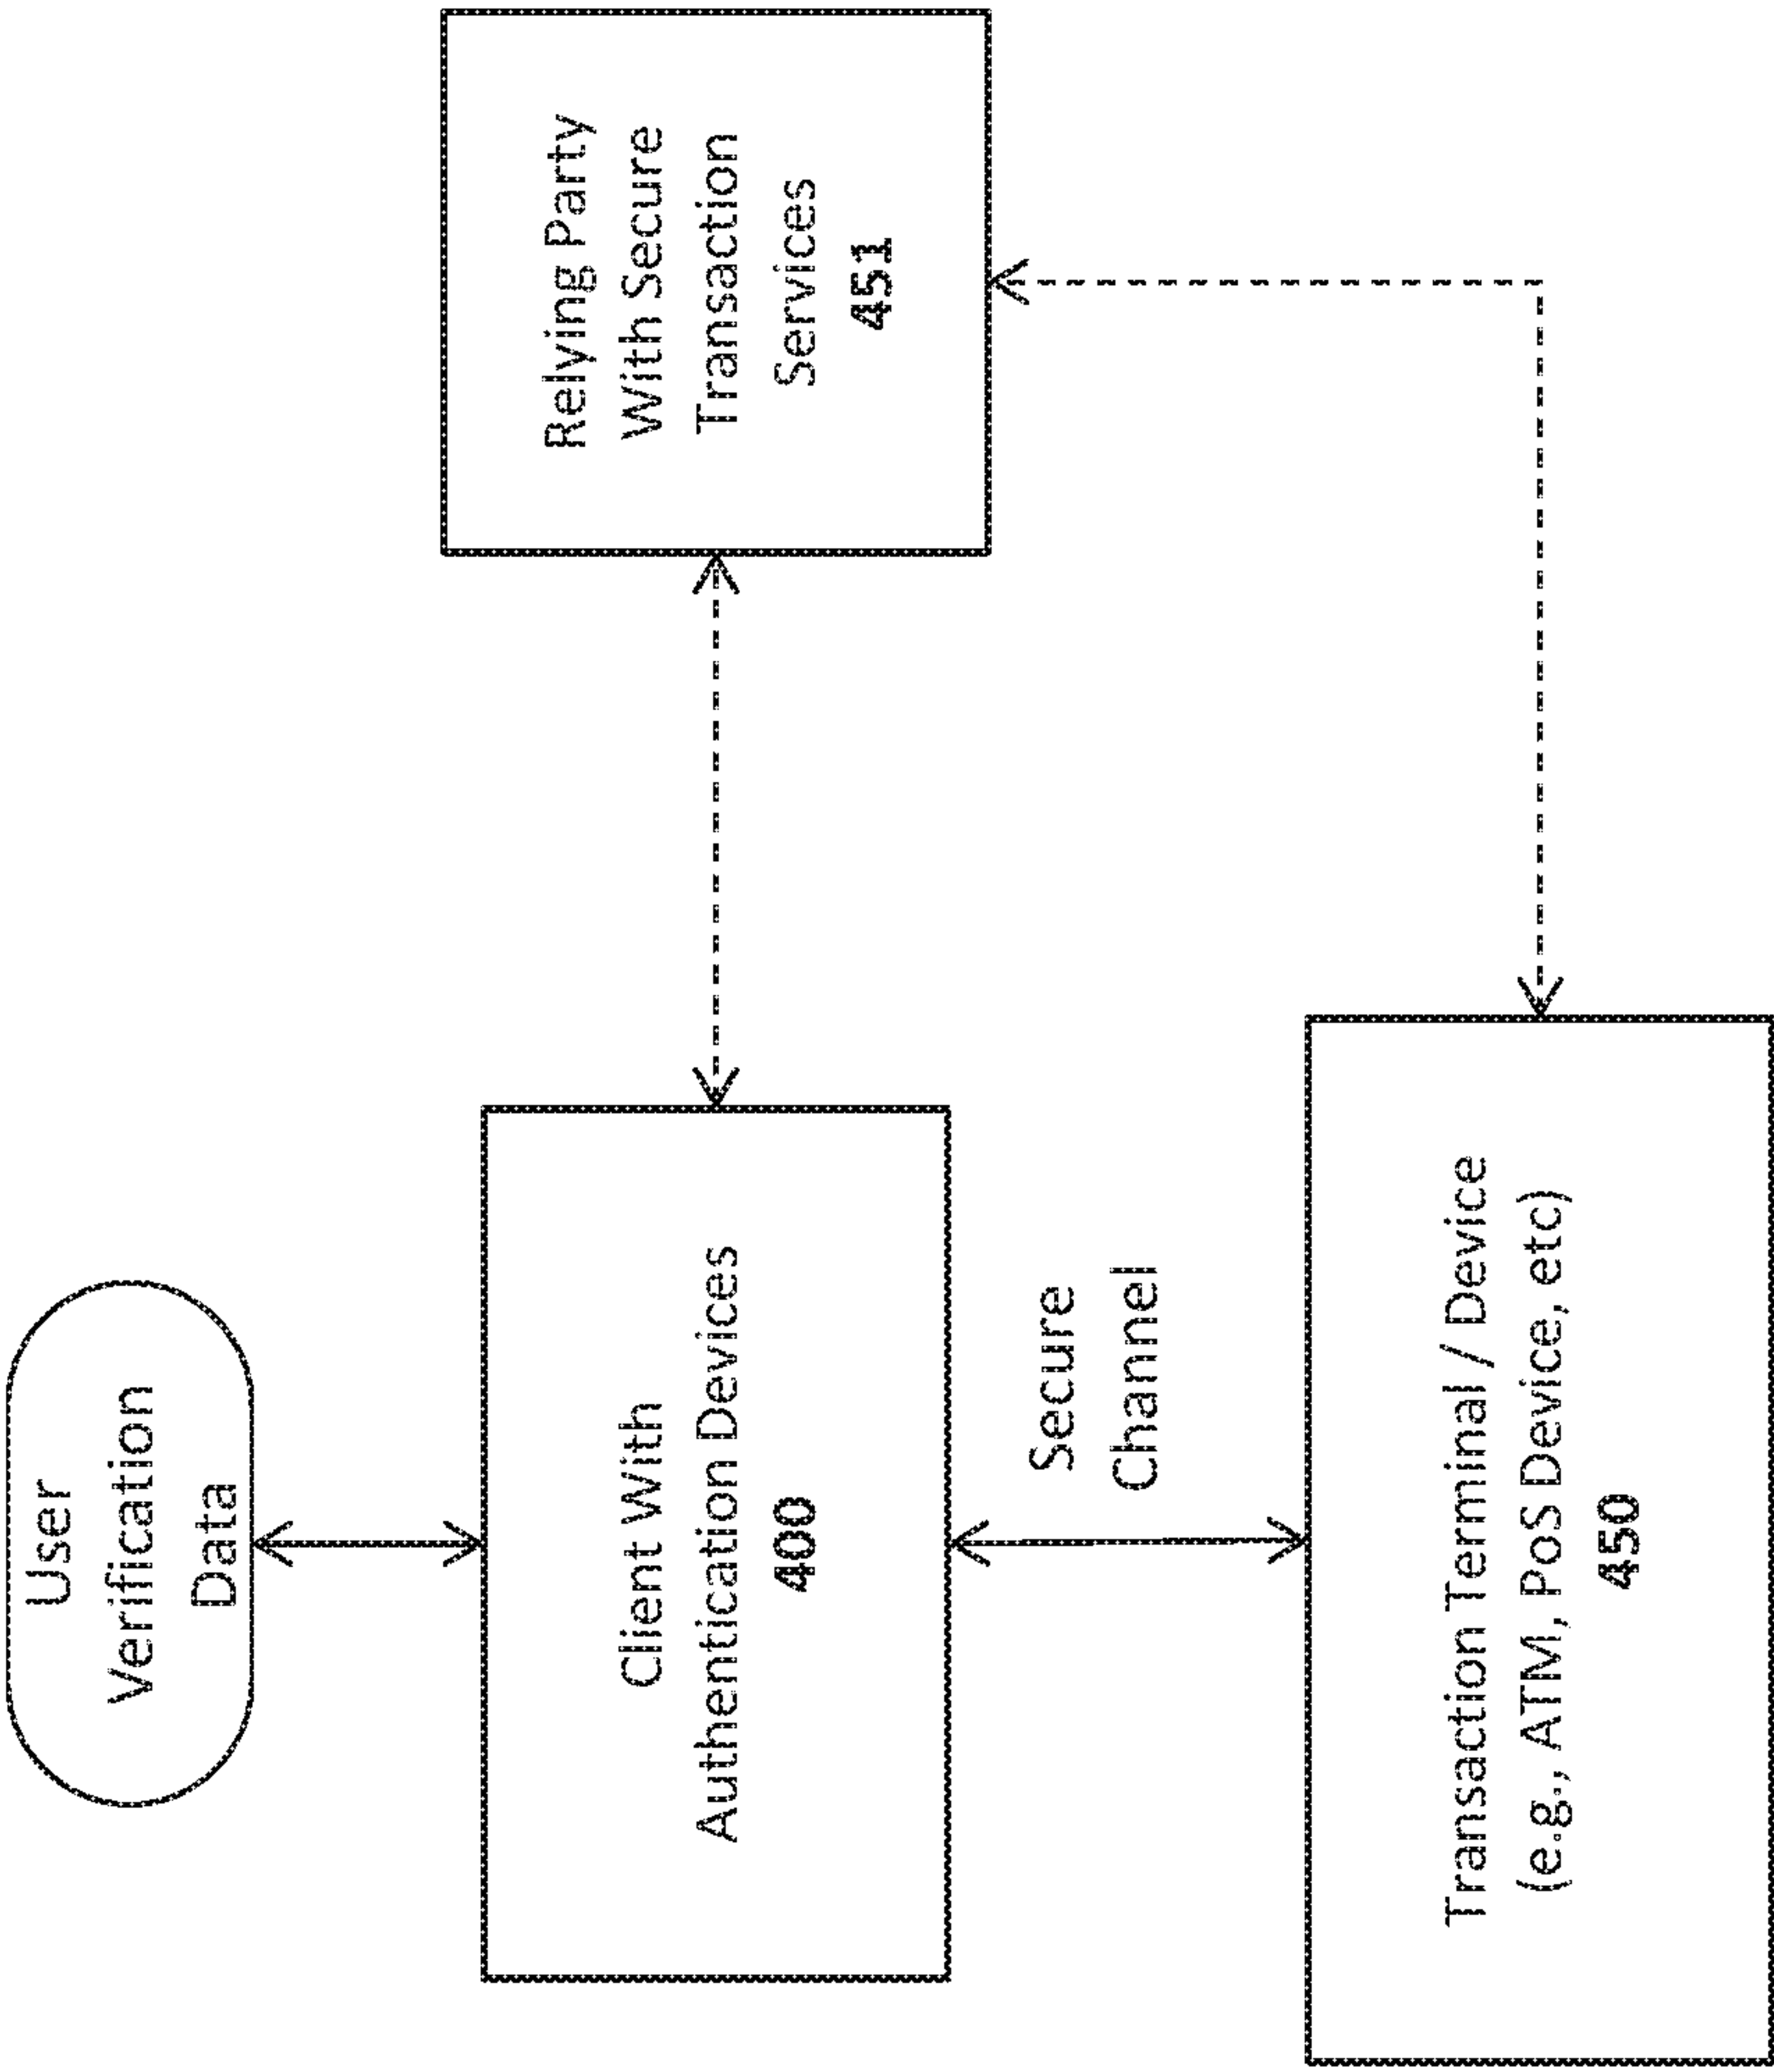 User
Verification
Data
Client With
Authentication Devices
400
Secure
Channel
Transaction Terminal / Device
(e.g., ATM, PoS Device, etc)
450
Relying Party
With Secure
Transaction
Services
451